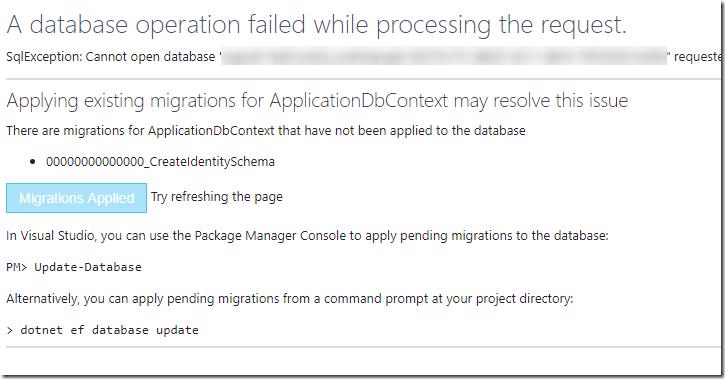 A database operation failed while processing the request.
SqlException: Cannot open database '" requeste
Applying existing migrations for ApplicationDbContext may resolve this issue
There are migrations for ApplicationDbContext that have not been applied to the database
• 00000000000000_CreateIdentitySchema
Migrations Applied Try refreshing the page
In Visual Studio, you can use the Package Manager Console to apply pending migrations to the database:
PM> Update-Database
Alternatively, you can apply pending migrations from a command prompt at your project directory:
> dotnet ef database update